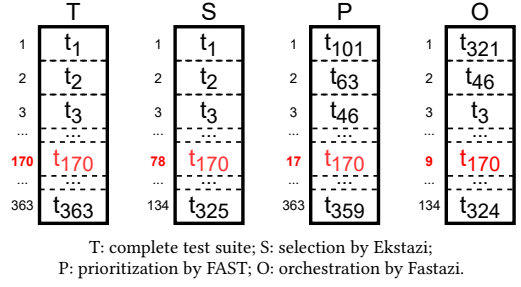 T S P O
1 t1 1 t1 1 t101 1 t321
2 t2 2 t2 2 t63 2 t46
3 t3 3 t3 3 t46 3 t3
... ... ... ... ... ... ... ...
170 t170 78 t170 17 t170 9 t170
... ... ... ... ... ... ... ...
363 t363 134 t325 363 t359 134 t324
T: complete test suite; S: selection by Ekstazi;
P: prioritization by FAST; O: orchestration by Fastazi.